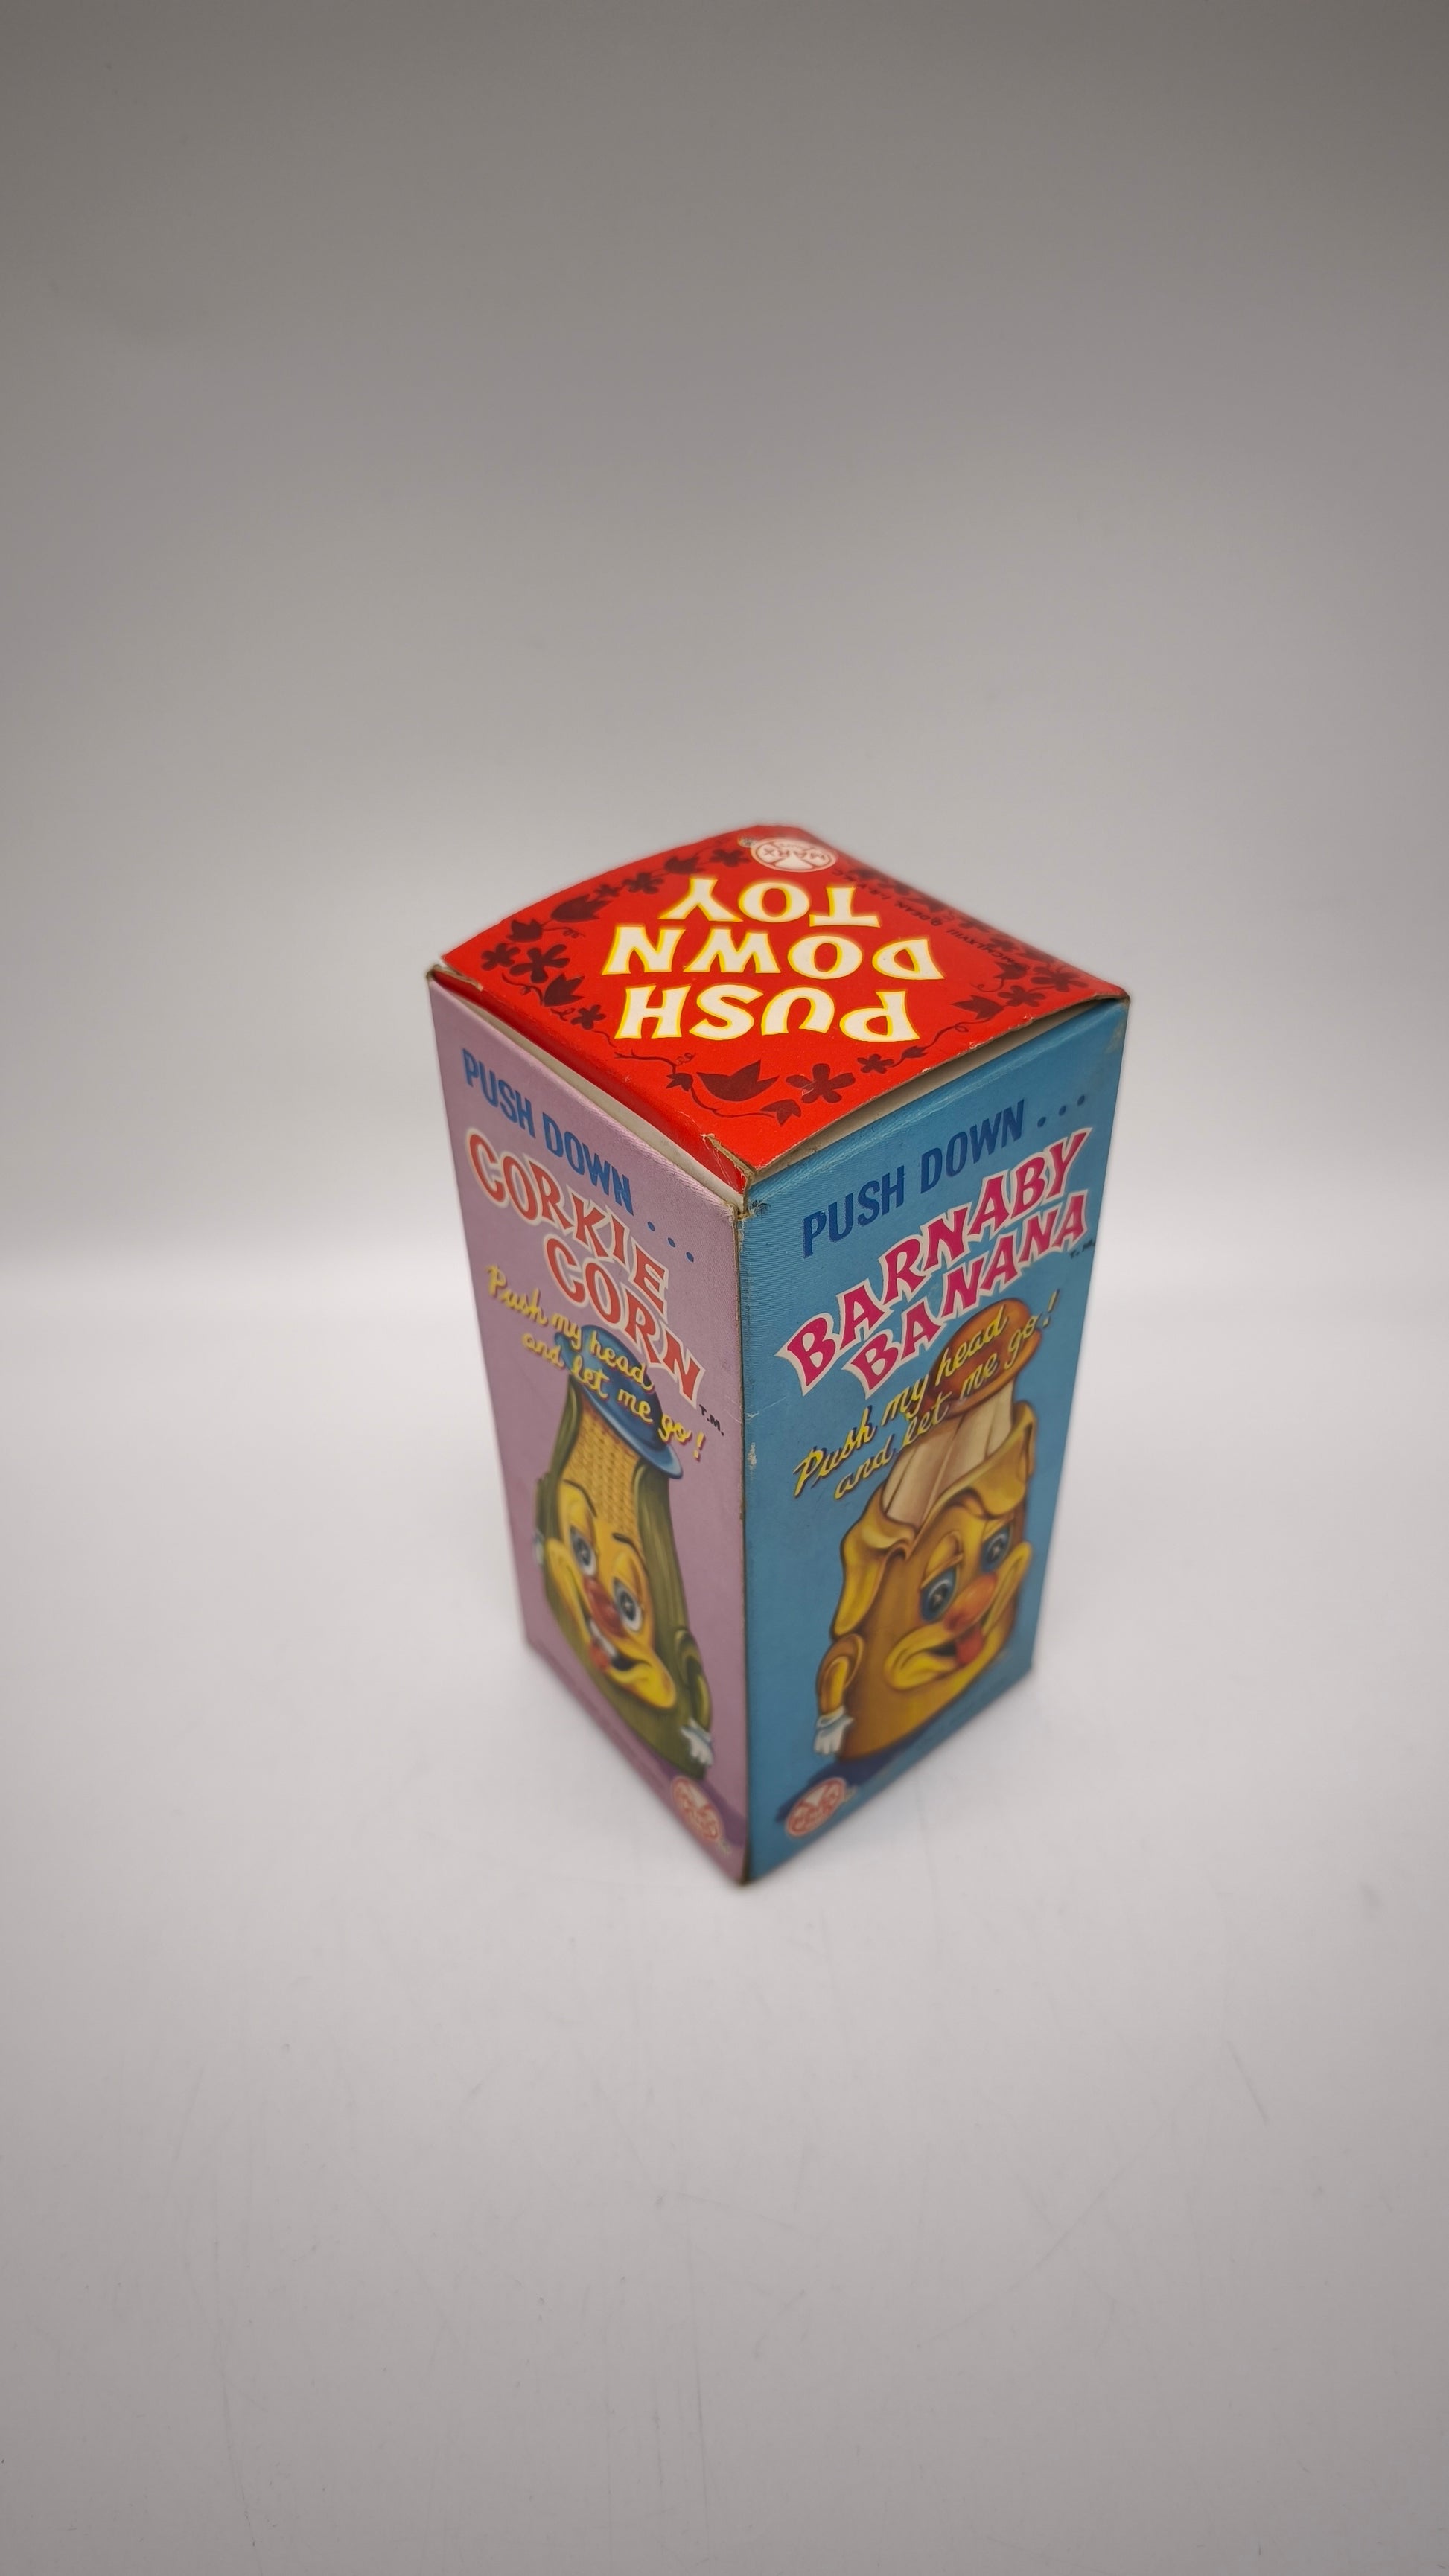 PUSH
DOWN
TOY
MARX
PUSH DOWN...
CORKIE
CORN
T.M.
Push my head
and let me go!
PUSH DOWN...
BARNABY
BANANA
T.M.
Push my head
and let me go!